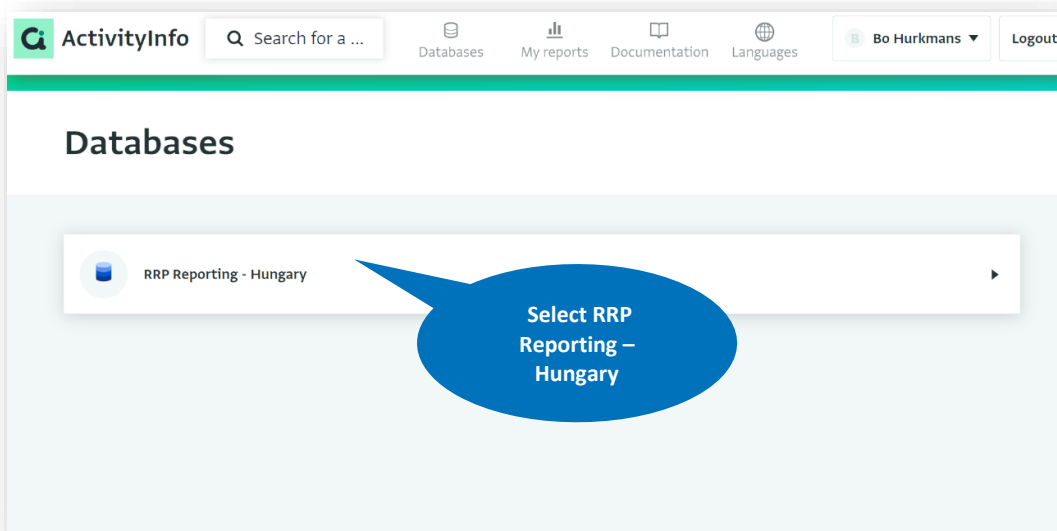 ActivityInfo
Search for a ...
Databases
My reports
Documentation
Languages
B Bo Hurkmans
Logout
Databases
RRP Reporting - Hungary
Select RRP
Reporting –
Hungary